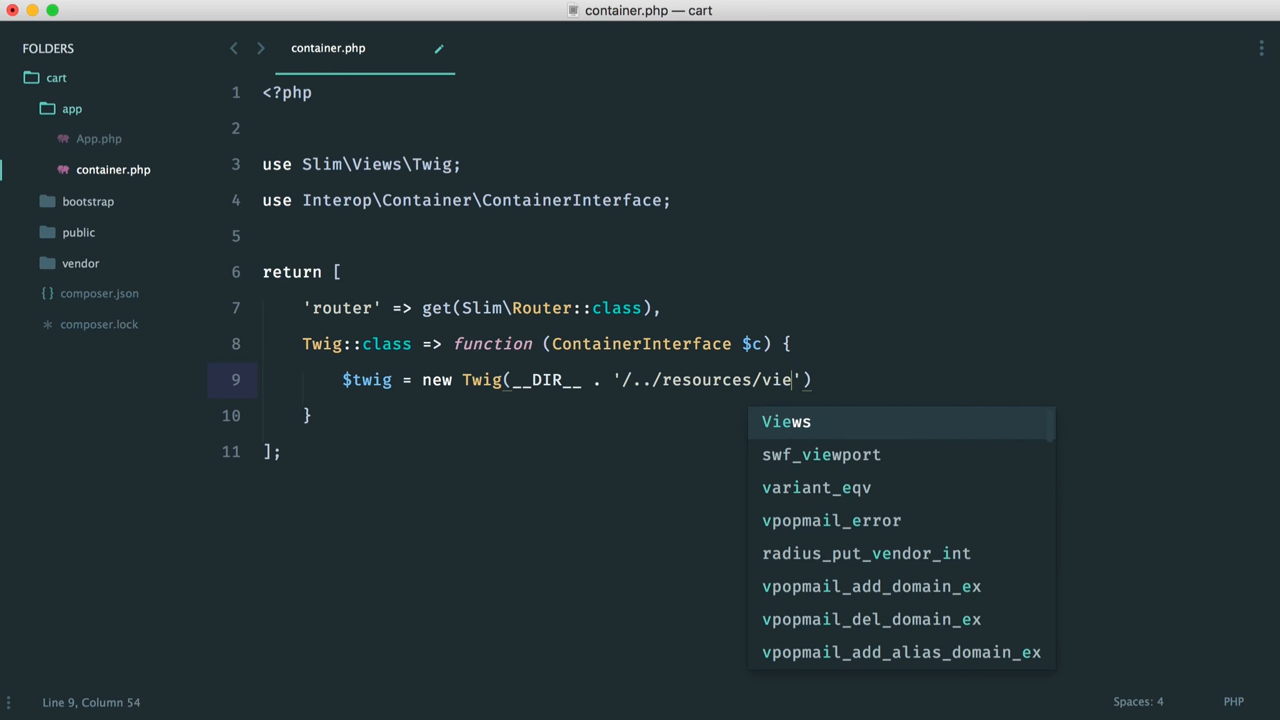 container.php — cart
FOLDERS
cart
app
App.php
container.php
bootstrap
public
vendor
{ } composer.json
* composer.lock
container.php
1 <?php
2
3 use Slim\Views\Twig;
4 use Interop\Container\ContainerInterface;
5
6 return [
7     'router' => get(Slim\Router::class),
8     Twig::class => function (ContainerInterface $c) {
9         $twig = new Twig(__DIR__ . '/../resources/vie')
10     }
11 ];
Views
swf_viewport
variant_eqv
vpopmail_error
radius_put_vendor_int
vpopmail_add_domain_ex
vpopmail_del_domain_ex
vpopmail_add_alias_domain_ex
Line 9, Column 54
Spaces: 4
PHP